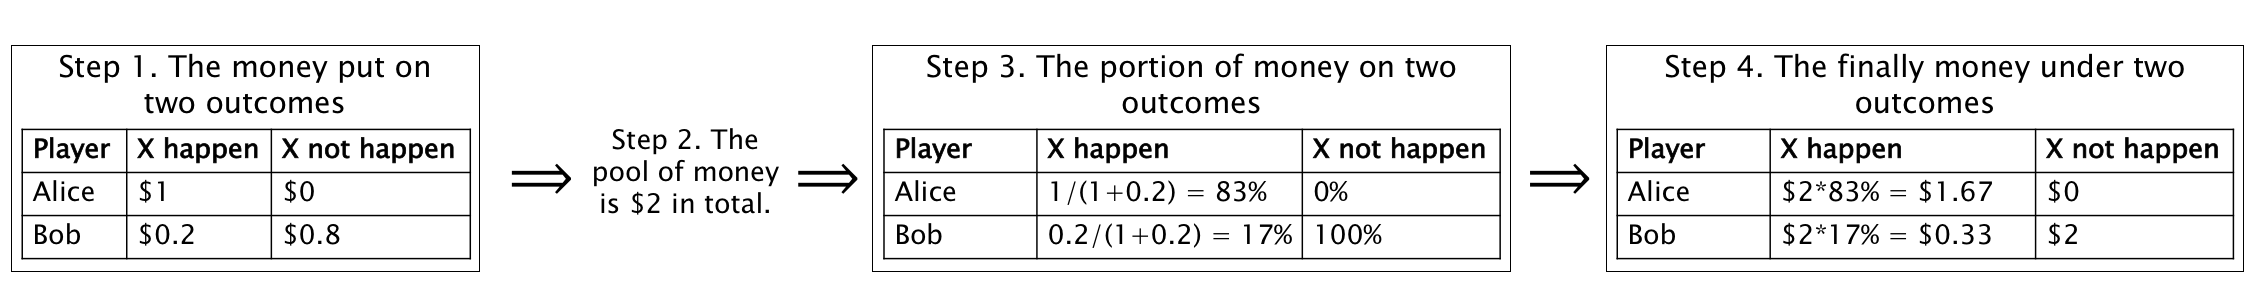 Step 1. The money put on
two outcomes
Player X happen X not happen
Alice $1 $0
Bob $0.2 $0.8
⇒
Step 2. The
pool of money
is $2 in total.
⇒
Step 3. The portion of money on two
outcomes
Player X happen X not happen
Alice 1/(1+0.2) = 83% 0%
Bob 0.2/(1+0.2) = 17% 100%
⇒
Step 4. The finally money under two
outcomes
Player X happen X not happen
Alice $2*83% = $1.67 $0
Bob $2*17% = $0.33 $2